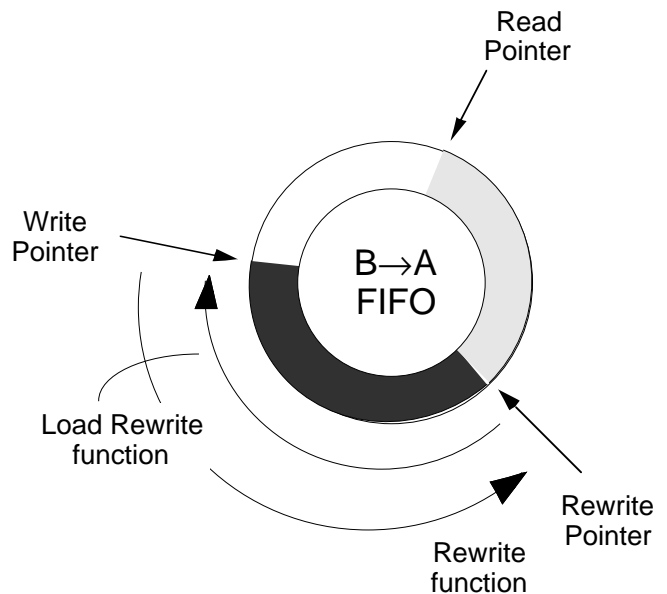 Read
Pointer
Write
Pointer
B→A
FIFO
Load Rewrite
function
Rewrite
Pointer
Rewrite
function